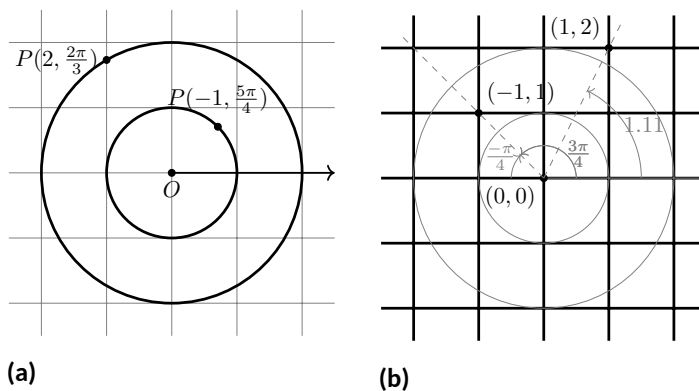 P(2, 2π/3)
P(−1, 5π/4)
O
(a)
(1, 2)
(−1, 1)
1.11
−π/4
3π/4
(0, 0)
(b)